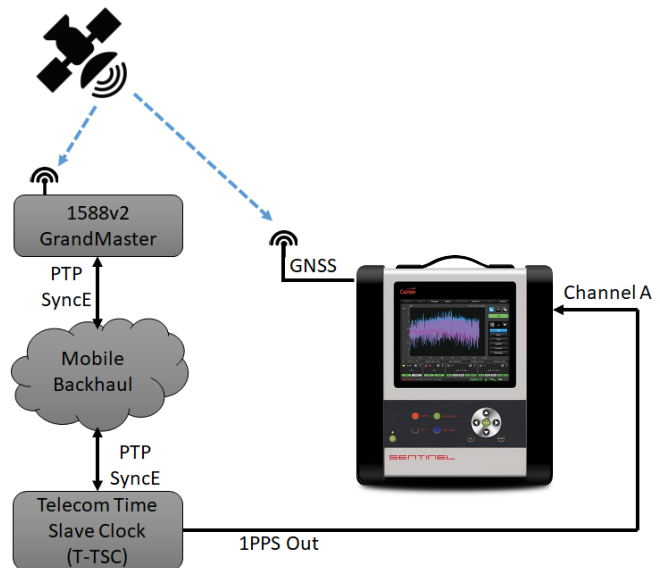 1588v2
GrandMaster
PTP
SyncE
GNSS
Channel A
Calnex
Mobile
Backhaul
PTP
SyncE
SENTINEL
Telecom Time
Slave Clock
(T-TSC)
1PPS Out